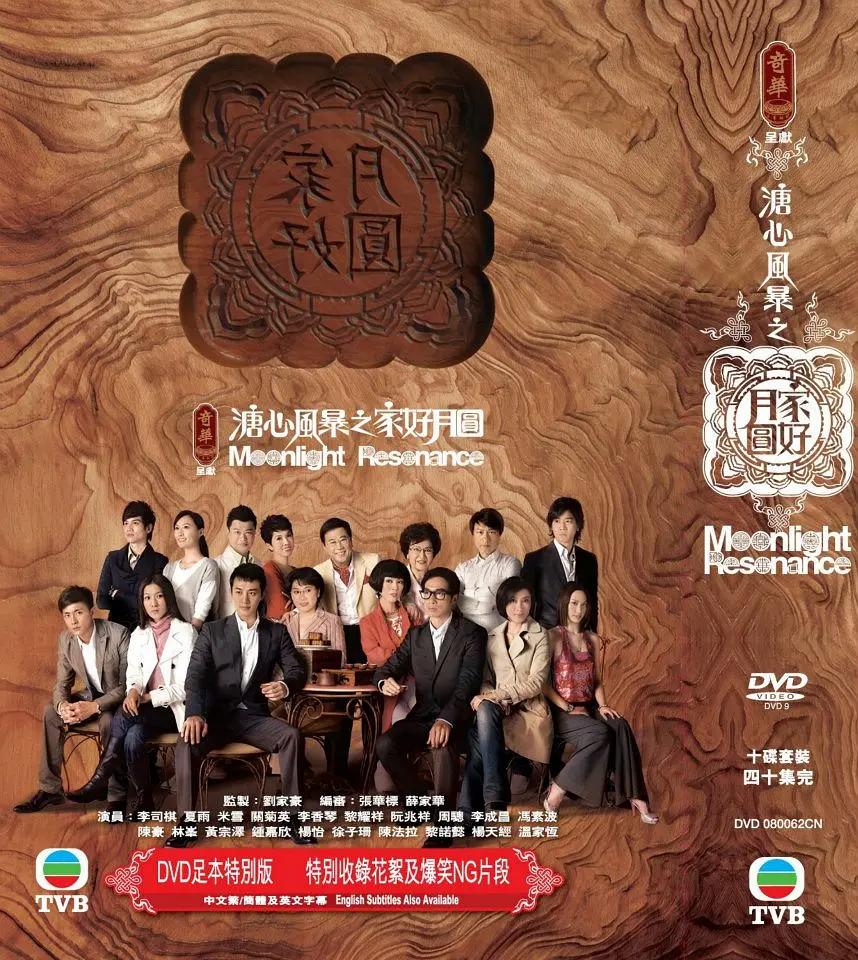 家月
好圓
奇華
呈獻
溏心風暴之家好月圓
Moonlight Resonance
監製：劉家豪 編審：張華標 薛家華
演員：李司棋 夏雨 米雪 關菊英 李香琴 黎耀祥 阮兆祥 周聰 李成昌 馮素波
陳豪 林峯 黃宗澤 鍾嘉欣 楊怡 徐子珊 陳法拉 黎諾懿 楊天經 溫家恆
DVD足本特別版 特別收錄花絮及爆笑NG片段
中文繁/簡體及英文字幕 English Subtitles Also Available
TVB
奇華
呈獻
溏心風暴之
月家
圓好
Moonlight
Resonance
DVD
VIDEO
DVD 9
十碟套裝
四十集完
DVD 080062CN
TVB